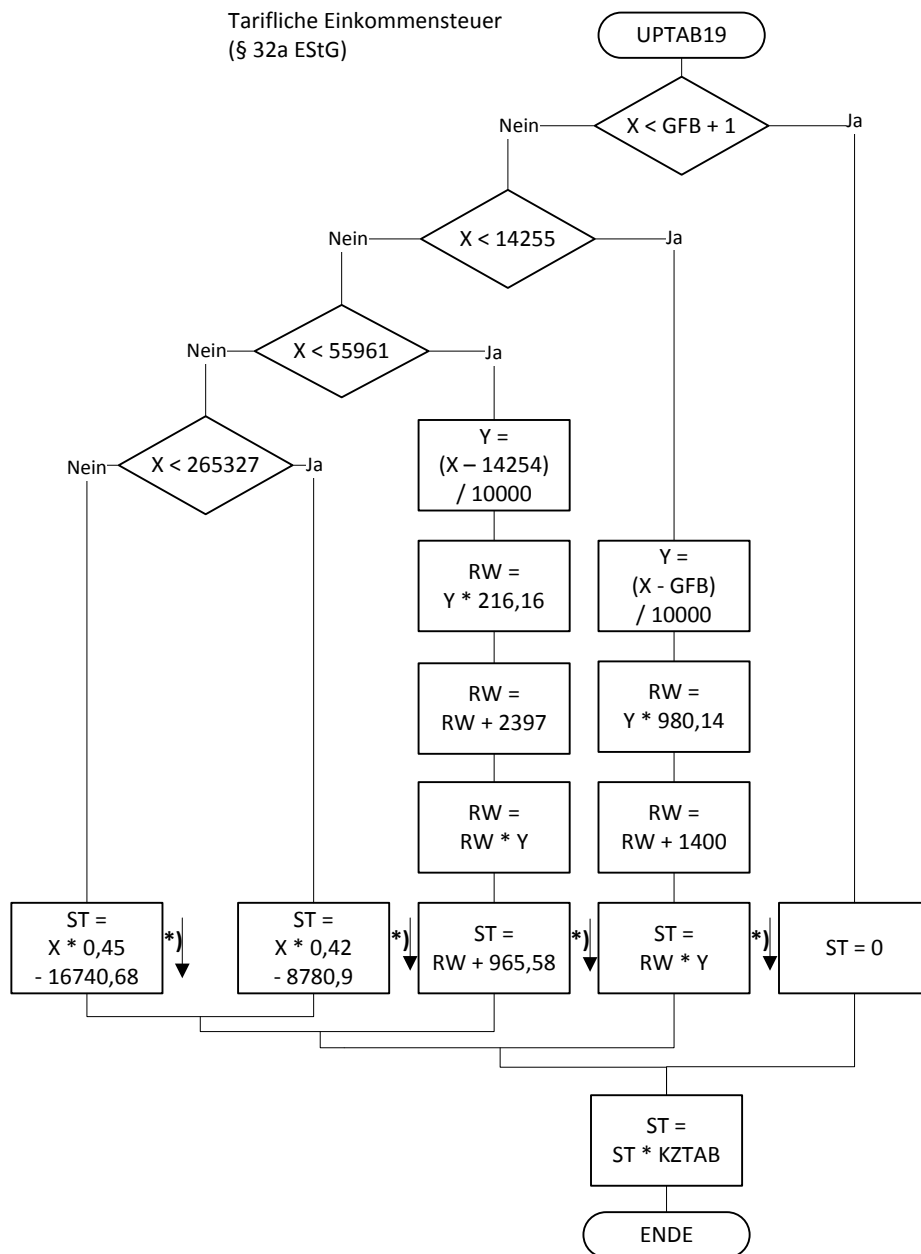 Tarifliche Einkommensteuer
(§ 32a EStG)
UPTAB19
X < GFB + 1
Nein
Ja
X < 14255
Nein
Ja
X < 55961
Nein
Ja
X < 265327
Nein
Ja
Y =
(X – 14254)
/ 10000
RW =
Y * 216,16
RW =
RW + 2397
RW =
RW * Y
Y =
(X - GFB)
/ 10000
RW =
Y * 980,14
RW =
RW + 1400
ST =
X * 0,45
- 16740,68
*)
ST =
X * 0,42
- 8780,9
*)
ST =
RW + 965,58
*)
ST =
RW * Y
*)
ST = 0
ST =
ST * KZTAB
ENDE